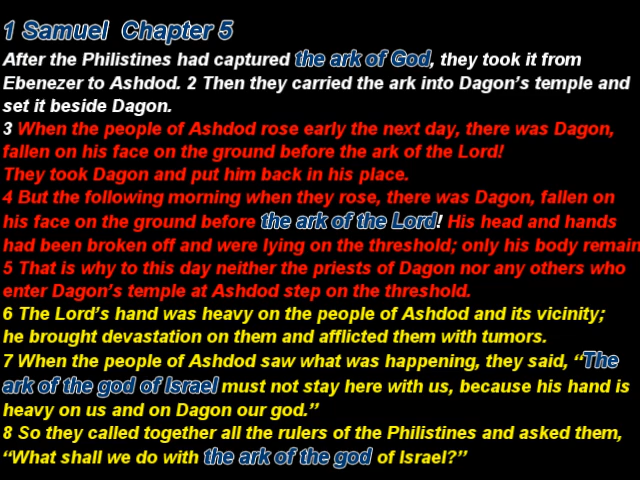 1 Samuel Chapter 5
After the Philistines had captured the ark of God, they took it from
Ebenezer to Ashdod. 2 Then they carried the ark into Dagon’s temple and
set it beside Dagon.
3 When the people of Ashdod rose early the next day, there was Dagon,
fallen on his face on the ground before the ark of the Lord!
They took Dagon and put him back in his place.
4 But the following morning when they rose, there was Dagon, fallen on
his face on the ground before the ark of the Lord! His head and hands
had been broken off and were lying on the threshold; only his body remain
5 That is why to this day neither the priests of Dagon nor any others who
enter Dagon’s temple at Ashdod step on the threshold.
6 The Lord’s hand was heavy on the people of Ashdod and its vicinity;
he brought devastation on them and afflicted them with tumors.
7 When the people of Ashdod saw what was happening, they said, “The
ark of the god of Israel must not stay here with us, because his hand is
heavy on us and on Dagon our god.”
8 So they called together all the rulers of the Philistines and asked them,
“What shall we do with the ark of the god of Israel?”